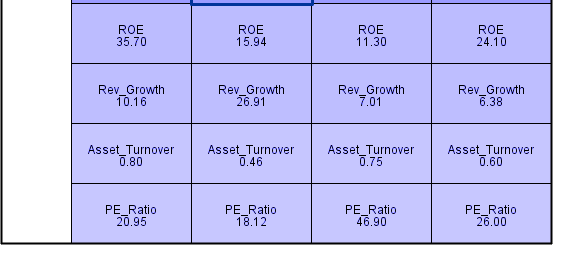 ROE ROE ROE ROE
35.70 15.94 11.30 24.10
Rev_Growth Rev_Growth Rev_Growth Rev_Growth
10.16 26.91 7.01 6.38
Asset_Turnover Asset_Turnover Asset_Turnover Asset_Turnover
0.80 0.46 0.75 0.60
PE_Ratio PE_Ratio PE_Ratio PE_Ratio
20.95 18.12 46.90 26.00